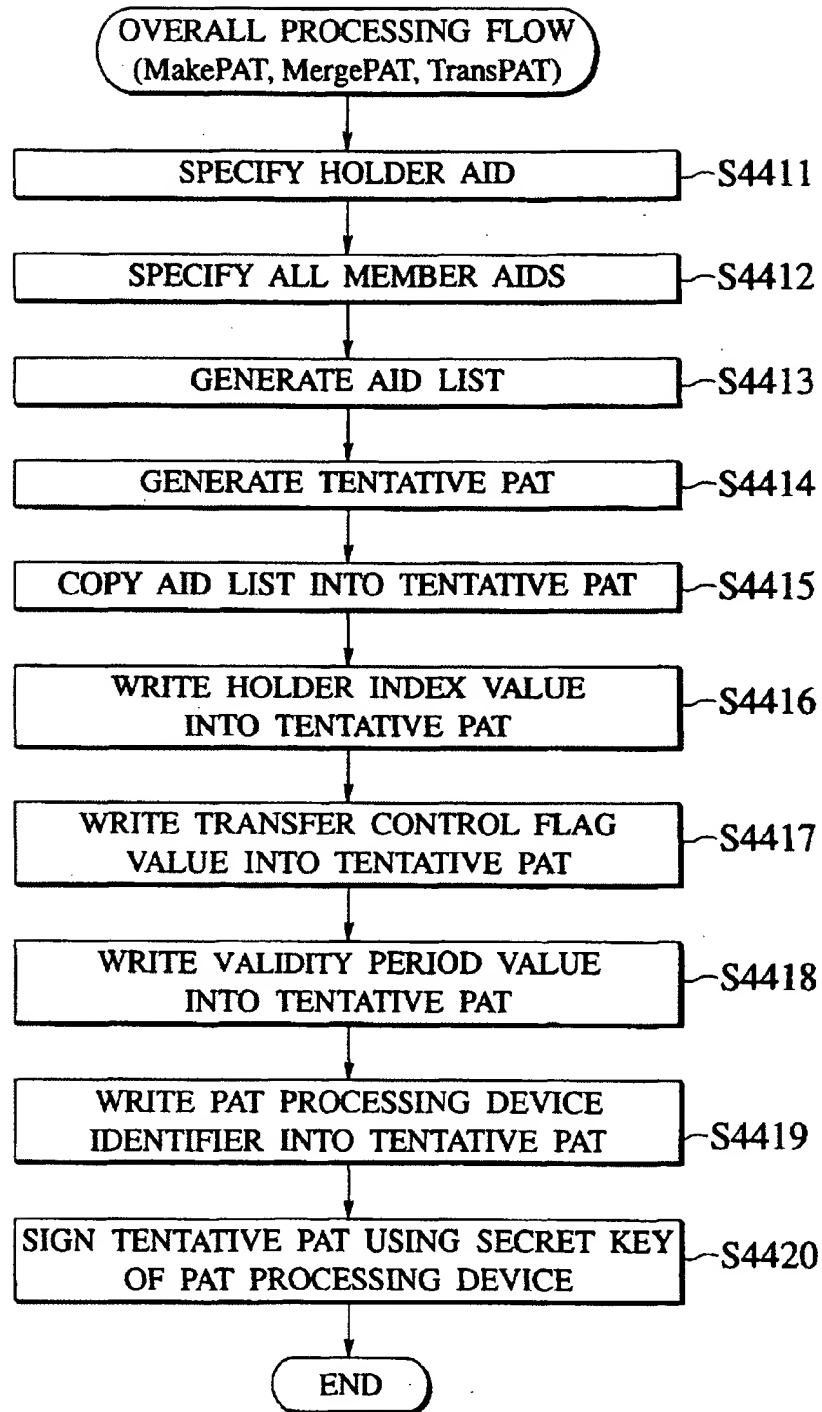 OVERALL PROCESSING FLOW
(MakePAT, MergePAT, TransPAT)
SPECIFY HOLDER AID
S4411
SPECIFY ALL MEMBER AIDS
S4412
GENERATE AID LIST
S4413
GENERATE TENTATIVE PAT
S4414
COPY AID LIST INTO TENTATIVE PAT
S4415
WRITE HOLDER INDEX VALUE
INTO TENTATIVE PAT
S4416
WRITE TRANSFER CONTROL FLAG
VALUE INTO TENTATIVE PAT
S4417
WRITE VALIDITY PERIOD VALUE
INTO TENTATIVE PAT
S4418
WRITE PAT PROCESSING DEVICE
IDENTIFIER INTO TENTATIVE PAT
S4419
SIGN TENTATIVE PAT USING SECRET KEY
OF PAT PROCESSING DEVICE
S4420
END